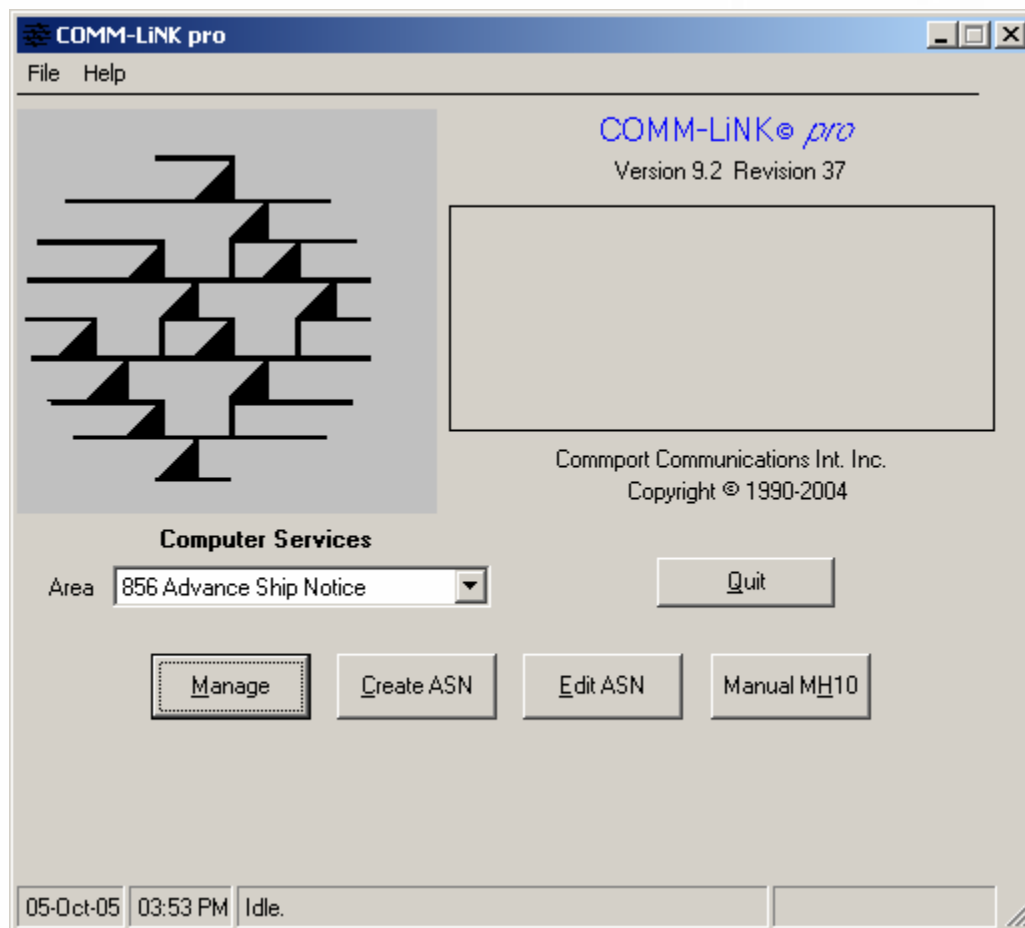 COMM-LiNK pro
File Help
COMM-LiNK© pro
Version 9.2 Revision 37
Commport Communications Int. Inc.
Copyright © 1990-2004
Computer Services
Area 856 Advance Ship Notice
Quit
Manage Create ASN Edit ASN Manual MH10
05-Oct-05 03:53 PM Idle.